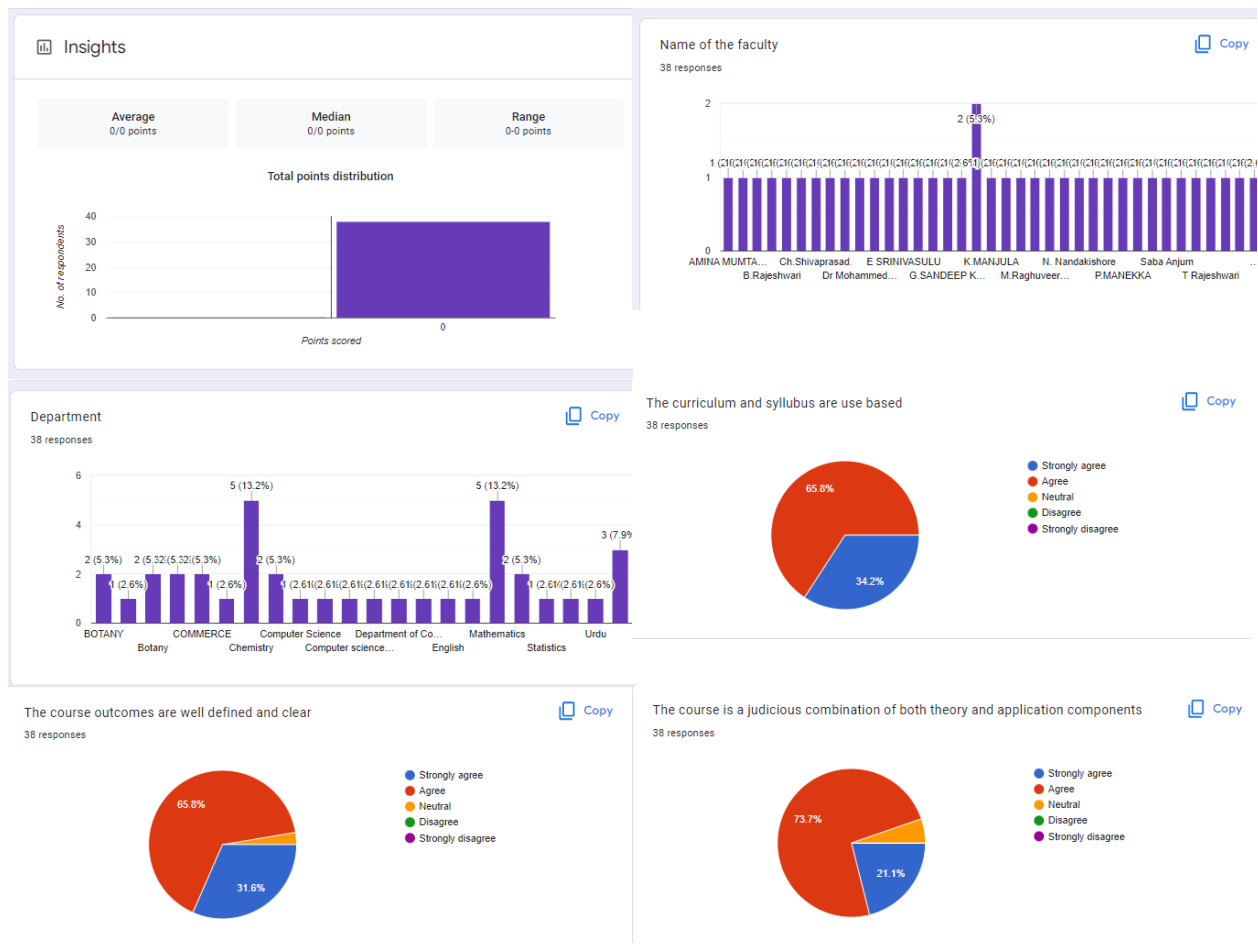 Insights
Average
0/0 points
Median
0/0 points
Range
0-0 points
Total points distribution
No. of respondents
40
30
20
10
0
0
Points scored
Name of the faculty
Copy
38 responses
2
1
0
2 (5.3%)
AMINA MUMTA...
B.Rajeshwari
Ch.Shivaprasad.
Dr Mohammed...
E SRINIVASULU
G.SANDEEP K...
K.MANJULA
M.Raghuveer...
N. Nandakishore
P.MANEKKA
Saba Anjum
T Rajeshwari
...
Department
Copy
38 responses
6
4
2
0
2 (5.3%)
1 (2.6%)
1 (2.6%)
5 (13.2%)
2 (5.3%)
5 (13.2%)
2 (5.3%)
3 (7.9%
BOTANY
Botany
COMMERCE
Chemistry
Computer Science
Computer science...
Department of Co...
English
Mathematics
Statistics
Urdu
The curriculum and syllubus are use based
Copy
38 responses
65.8%
34.2%
Strongly agree
Agree
Neutral
Disagree
Strongly disagree
The course outcomes are well defined and clear
Copy
38 responses
65.8%
31.6%
Strongly agree
Agree
Neutral
Disagree
Strongly disagree
The course is a judicious combination of both theory and application components
Copy
38 responses
73.7%
21.1%
Strongly agree
Agree
Neutral
Disagree
Strongly disagree